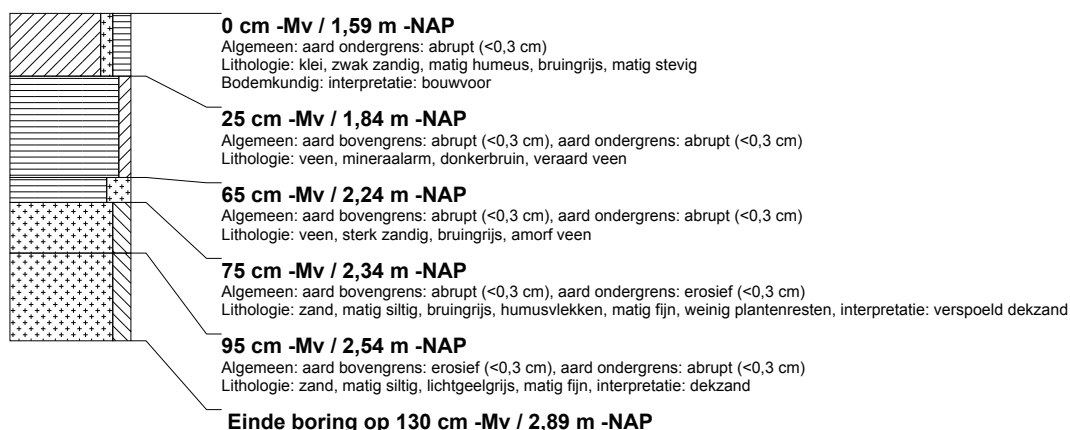 0 cm -Mv / 1,59 m -NAP
Algemeen: aard ondergrens: abrupt (<0,3 cm)
Lithologie: klei, zwak zandig, matig humeus, bruingrijs, matig stevig
Bodemkundig: interpretatie: bouwvoor
25 cm -Mv / 1,84 m -NAP
Algemeen: aard bovengrens: abrupt (<0,3 cm), aard ondergrens: abrupt (<0,3 cm)
Lithologie: veen, mineraalarm, donkerbruin, veraard veen
65 cm -Mv / 2,24 m -NAP
Algemeen: aard bovengrens: abrupt (<0,3 cm), aard ondergrens: abrupt (<0,3 cm)
Lithologie: veen, sterk zandig, bruingrijs, amorf veen
75 cm -Mv / 2,34 m -NAP
Algemeen: aard bovengrens: abrupt (<0,3 cm), aard ondergrens: erosief (<0,3 cm)
Lithologie: zand, matig siltig, bruingrijs, humusvlekken, matig fijn, weinig plantenresten, interpretatie: verspoeld dekzand
95 cm -Mv / 2,54 m -NAP
Algemeen: aard bovengrens: erosief (<0,3 cm), aard ondergrens: abrupt (<0,3 cm)
Lithologie: zand, matig siltig, lichtgeelgrijs, matig fijn, interpretatie: dekzand
Einde boring op 130 cm -Mv / 2,89 m -NAP